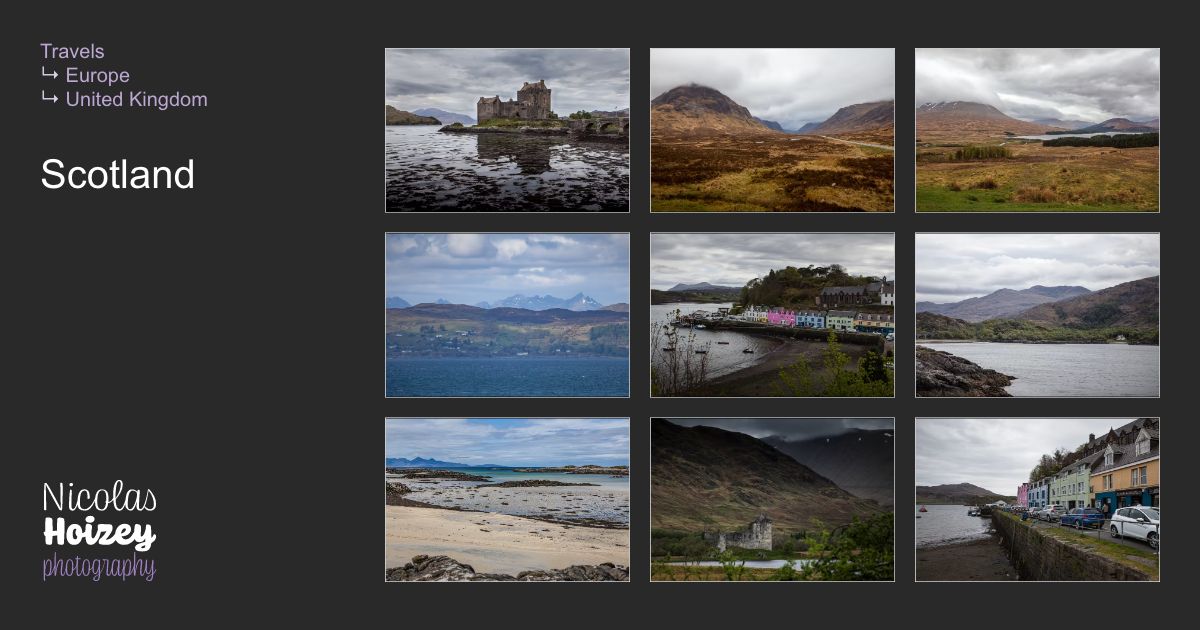 Travels
↳ Europe
↳ United Kingdom
Scotland
Nicolas
Hoizey
photography